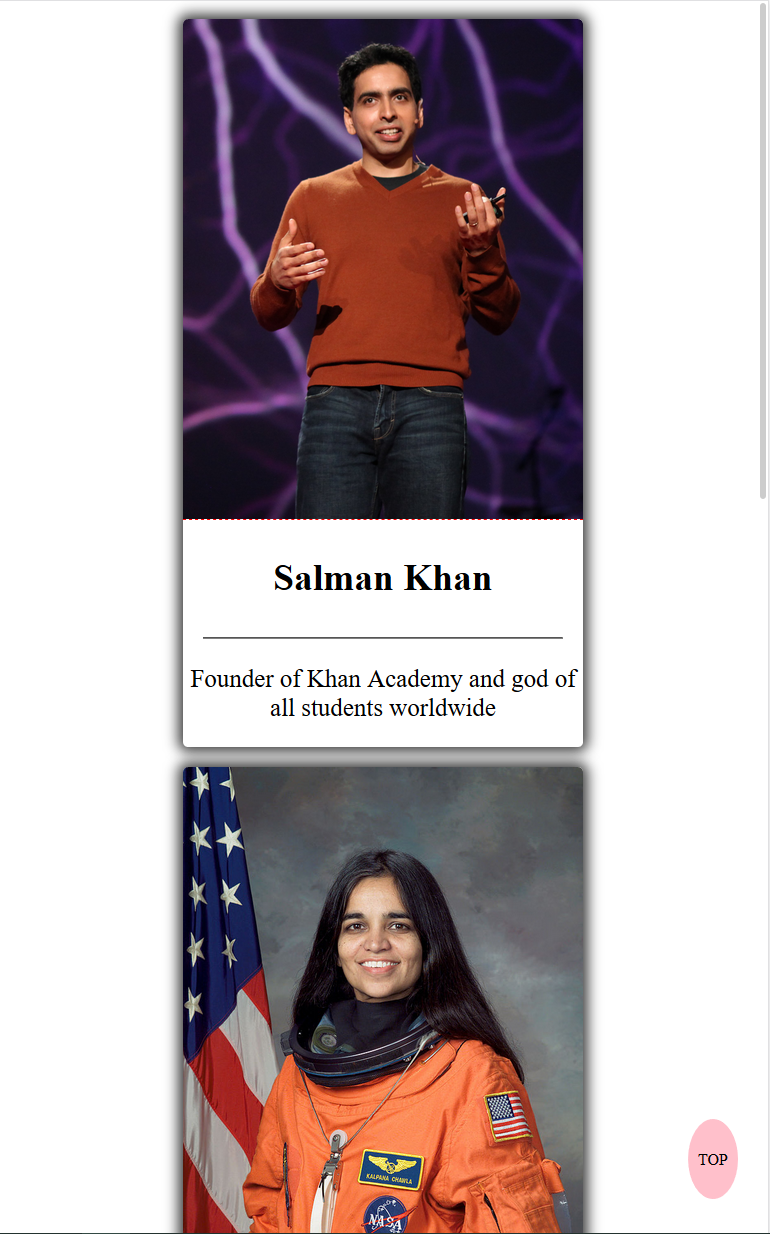 Salman Khan
Founder of Khan Academy and god of
all students worldwide
KALPANA CHAWLA
NASA
TOP